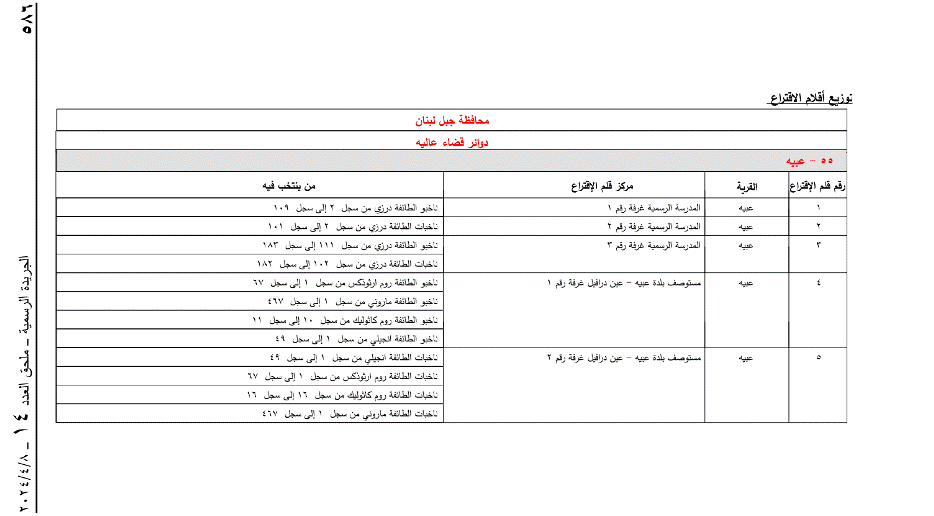 ٥٨٦
الجريدة الرسمية – ملحق العدد ١٤ – ٢٠٢٤/٤/٨
توزيع أقلام الاقتراع
محافظة جبل لبنان
دوائر قضاء عاليه
٥٥ - عبيه
رقم قلم الإقتراع القرية مركز قلم الإقتراع من ينتخب فيه
١ عبيه المدرسة الرسمية غرفة رقم ١ ناخبو الطائفة درزي من سجل ٢ إلى سجل ١٠٩
٢ عبيه المدرسة الرسمية غرفة رقم ٢ ناخبات الطائفة درزي من سجل ٢ إلى سجل ١٠١
٣ عبيه المدرسة الرسمية غرفة رقم ٣ ناخبو الطائفة درزي من سجل ١١١ إلى سجل ١٨٣
ناخبات الطائفة درزي من سجل ١٠٢ إلى سجل ١٨٢
٤ عبيه مستوصف بلدة عبيه - عين درافيل غرفة رقم ١ ناخبو الطائفة روم ارثوذكس من سجل ١ إلى سجل ٦٧
ناخبو الطائفة ماروني من سجل ١ إلى سجل ٤٦٧
ناخبو الطائفة روم كاثوليك من سجل ١٠ إلى سجل ١١
ناخبو الطائفة انجيلي من سجل ١ إلى سجل ٤٩
٥ عبيه مستوصف بلدة عبيه - عين درافيل غرفة رقم ٢ ناخبات الطائفة انجيلي من سجل ١ إلى سجل ٤٩
ناخبات الطائفة روم ارثوذكس من سجل ١ إلى سجل ٦٧
ناخبات الطائفة روم كاثوليك من سجل ١٦ إلى سجل ١٦
ناخبات الطائفة ماروني من سجل ١ إلى سجل ٤٦٧